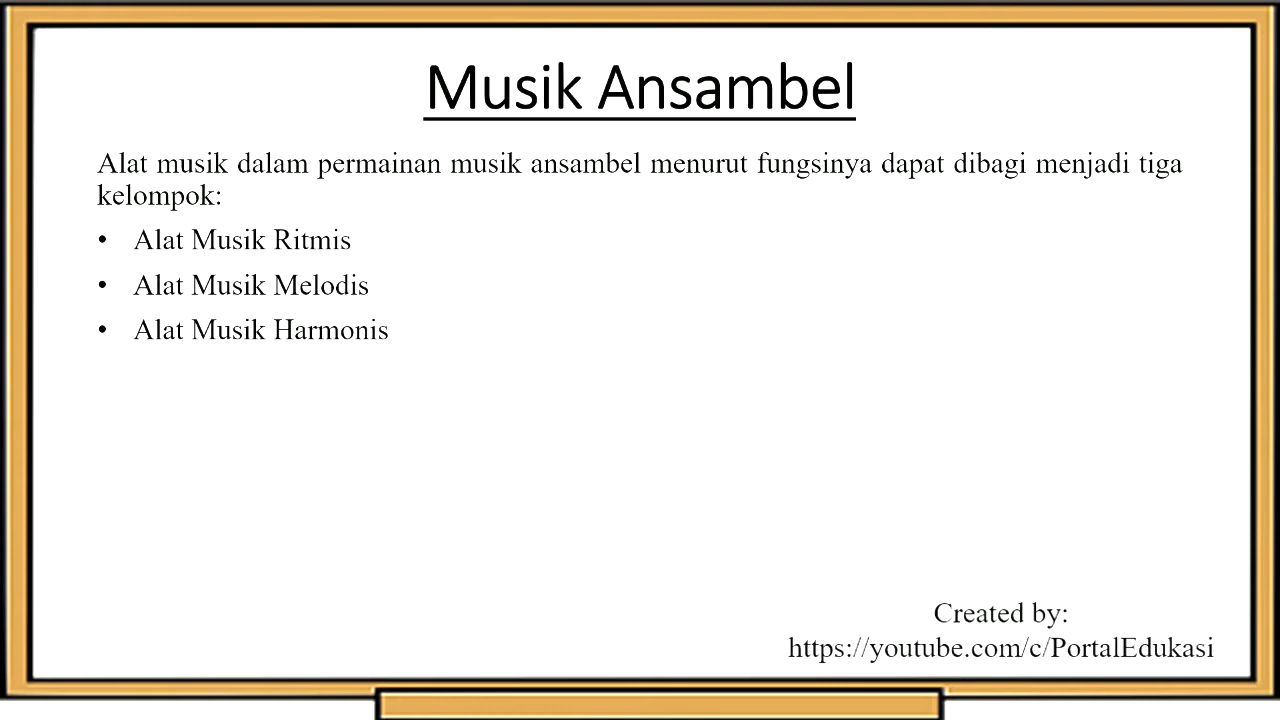 Musik Ansambel
Alat musik dalam permainan musik ansambel menurut fungsinya dapat dibagi menjadi tiga
kelompok:
• Alat Musik Ritmis
• Alat Musik Melodis
• Alat Musik Harmonis
Created by:
https://youtube.com/c/PortalEdukasi